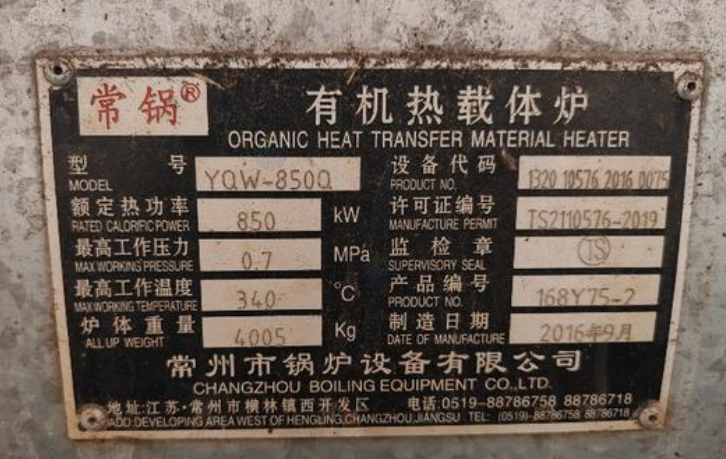 常锅®
有机热载体炉
ORGANIC HEAT TRANSFER MATERIAL HEATER
型 号 YQW-850Q 设备代码 1320 10576 2016 0075
MODEL PRODUCT NO.
额定热功率 850 kW 许可证编号 TS2110576-2019
RATED CALORIFIC POWER MANUFACTURE PERMIT
最高工作压力 0.7 MPa 监检章 TS
MAX WORKING PRESSURE SUPERVISORY SEAL
最高工作温度 340 °C 产品编号 168Y75-2
MAX WORKING TEMPERATURE PRODUCT NO.
炉体重量 4005 Kg 制造日期 2016年9月
ALL UP WEIGHT DATE OF MANUFACTURE
常州市锅炉设备有限公司
CHANGZHOU BOILING EQUIPMENT CO.,LTD.
地址:江苏·常州市横林镇西开发区 电话:0519-88786758 88786718
ADD:DEVELOPING AREA WEST OF HENGLING,CHANGZHOU,JIANGSU TEL: (0519)-88786758 88786718